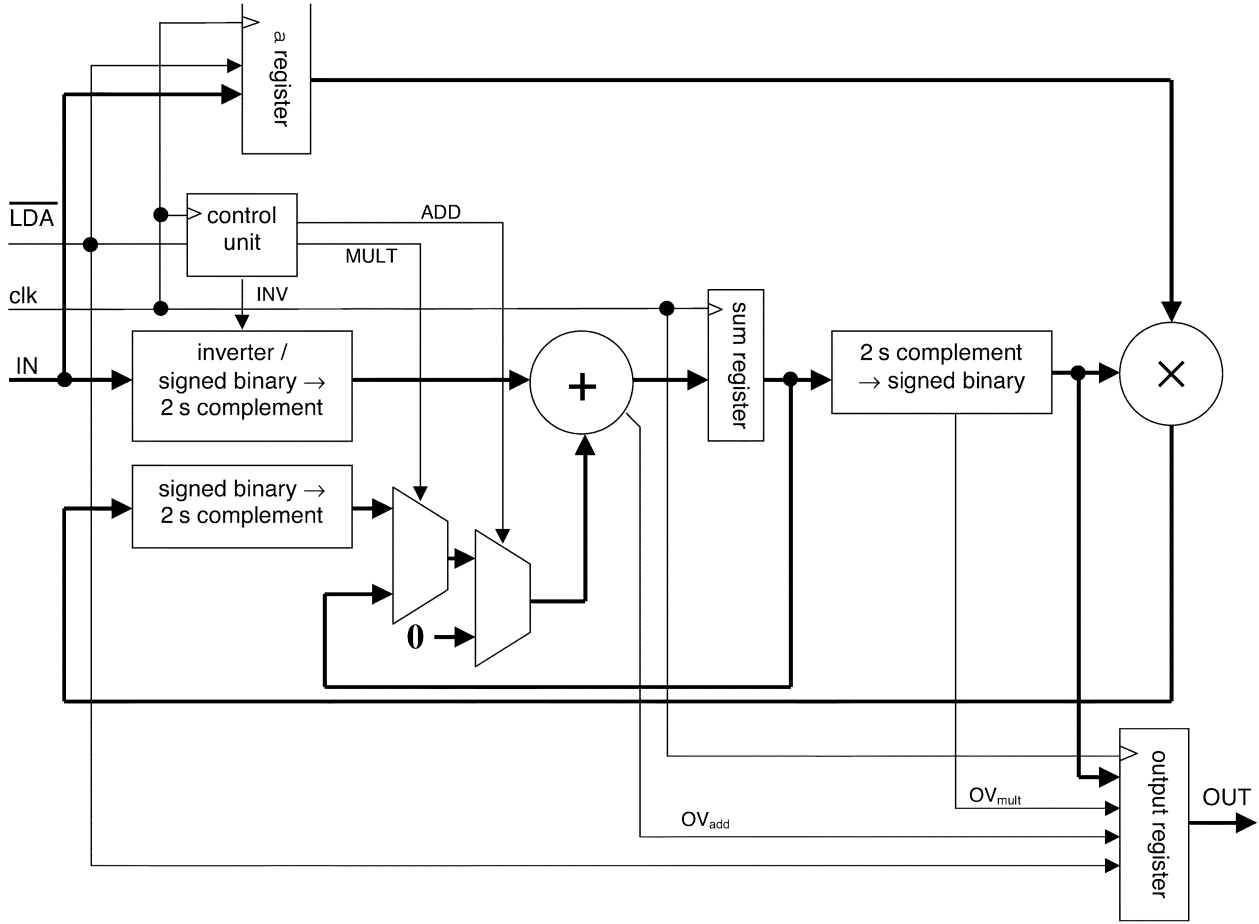 a register
LDA
control
unit
ADD
MULT
clk
INV
IN
inverter /
signed binary →
2 s complement
+
sum register
2 s complement
→ signed binary
×
signed binary →
2 s complement
0
OVmult
OVadd
output register
OUT